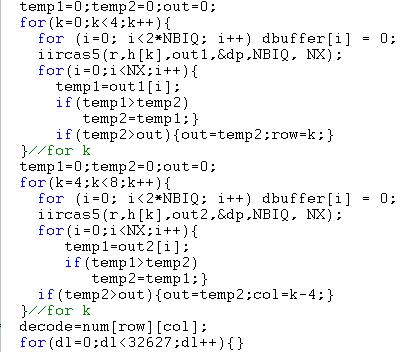 temp1=0;temp2=0;out=0;
for(k=0;k<4;k++){
for (i=0; i<2*NBIQ; i++) dbuffer[i] = 0;
iircas5(r,h[k],out1,&dp,NBIQ, NX);
for(i=0;i<NX;i++){
temp1=out1[i];
if(temp1>temp2)
temp2=temp1;}
if(temp2>out){out=temp2;row=k;}
}//for k
temp1=0;temp2=0;out=0;
for(k=4;k<8;k++){
for (i=0; i<2*NBIQ; i++) dbuffer[i] = 0;
iircas5(r,h[k],out2,&dp,NBIQ, NX);
for(i=0;i<NX;i++){
temp1=out2[i];
if(temp1>temp2)
temp2=temp1;}
if(temp2>out){out=temp2;col=k-4;}
}//for k
decode=num[row][col];
for(dl=0;dl<32627;dl++){}